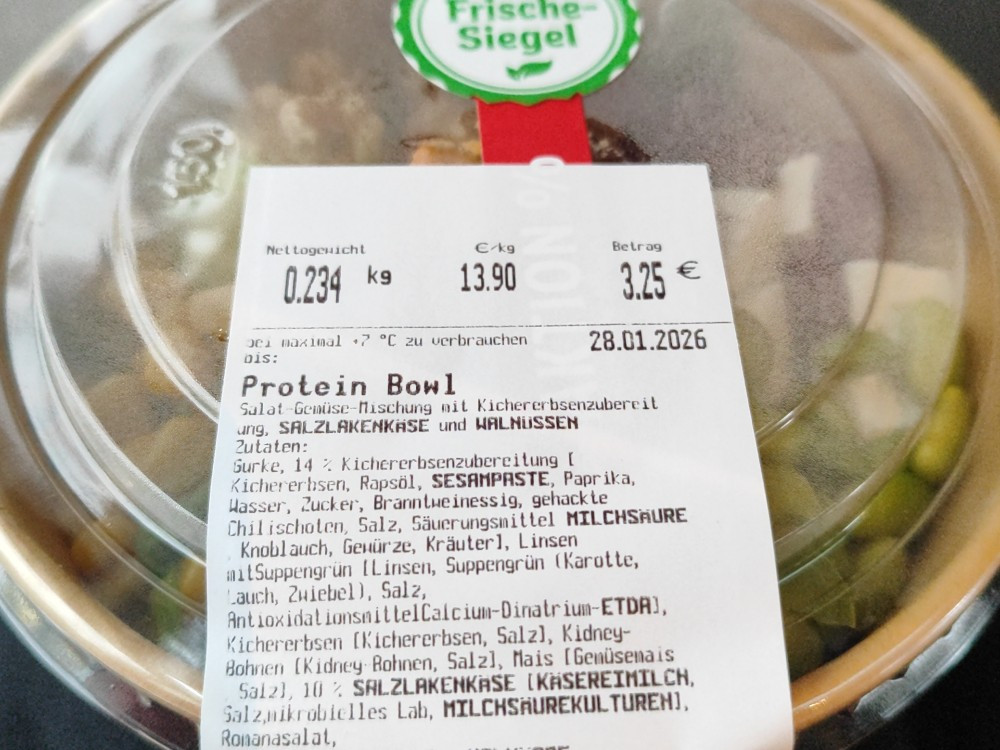 Frische-
Siegel
AKTION %
Nettogewicht €/kg Betrag
0.234 kg 13.90 3.25 €
bei maximal +7 °C zu verbrauchen 28.01.2026
bis:
Protein Bowl
Salat-Gemüse-Mischung mit Kichererbsenzubereit
ung, SALZLAKENKÄSE und WALNÜSSEN
Zutaten:
Gurke, 14 % Kichererbsenzubereitung [
Kichererbsen, Rapsöl, SESAMPASTE, Paprika,
Wasser, Zucker, Branntweinessig, gehackte
Chilischoten, Salz, Säuerungsmittel MILCHSÄURE
, Knoblauch, Gewürze, Kräuter], Linsen
mitSuppengrün [Linsen, Suppengrün (Karotte,
Lauch, Zwiebel), Salz,
AntioxidationsmittelCalcium-Dinatrium-ETDA],
Kichererbsen [Kichererbsen, Salz], Kidney-
Bohnen [Kidney-Bohnen, Salz], Mais [Gemüsemais
, Salz], 10 % SALZLAKENKÄSE [KÄSEREIMILCH,
Salz,mikrobielles Lab, MILCHSÄUREKULTUREN],
Romanasalat,